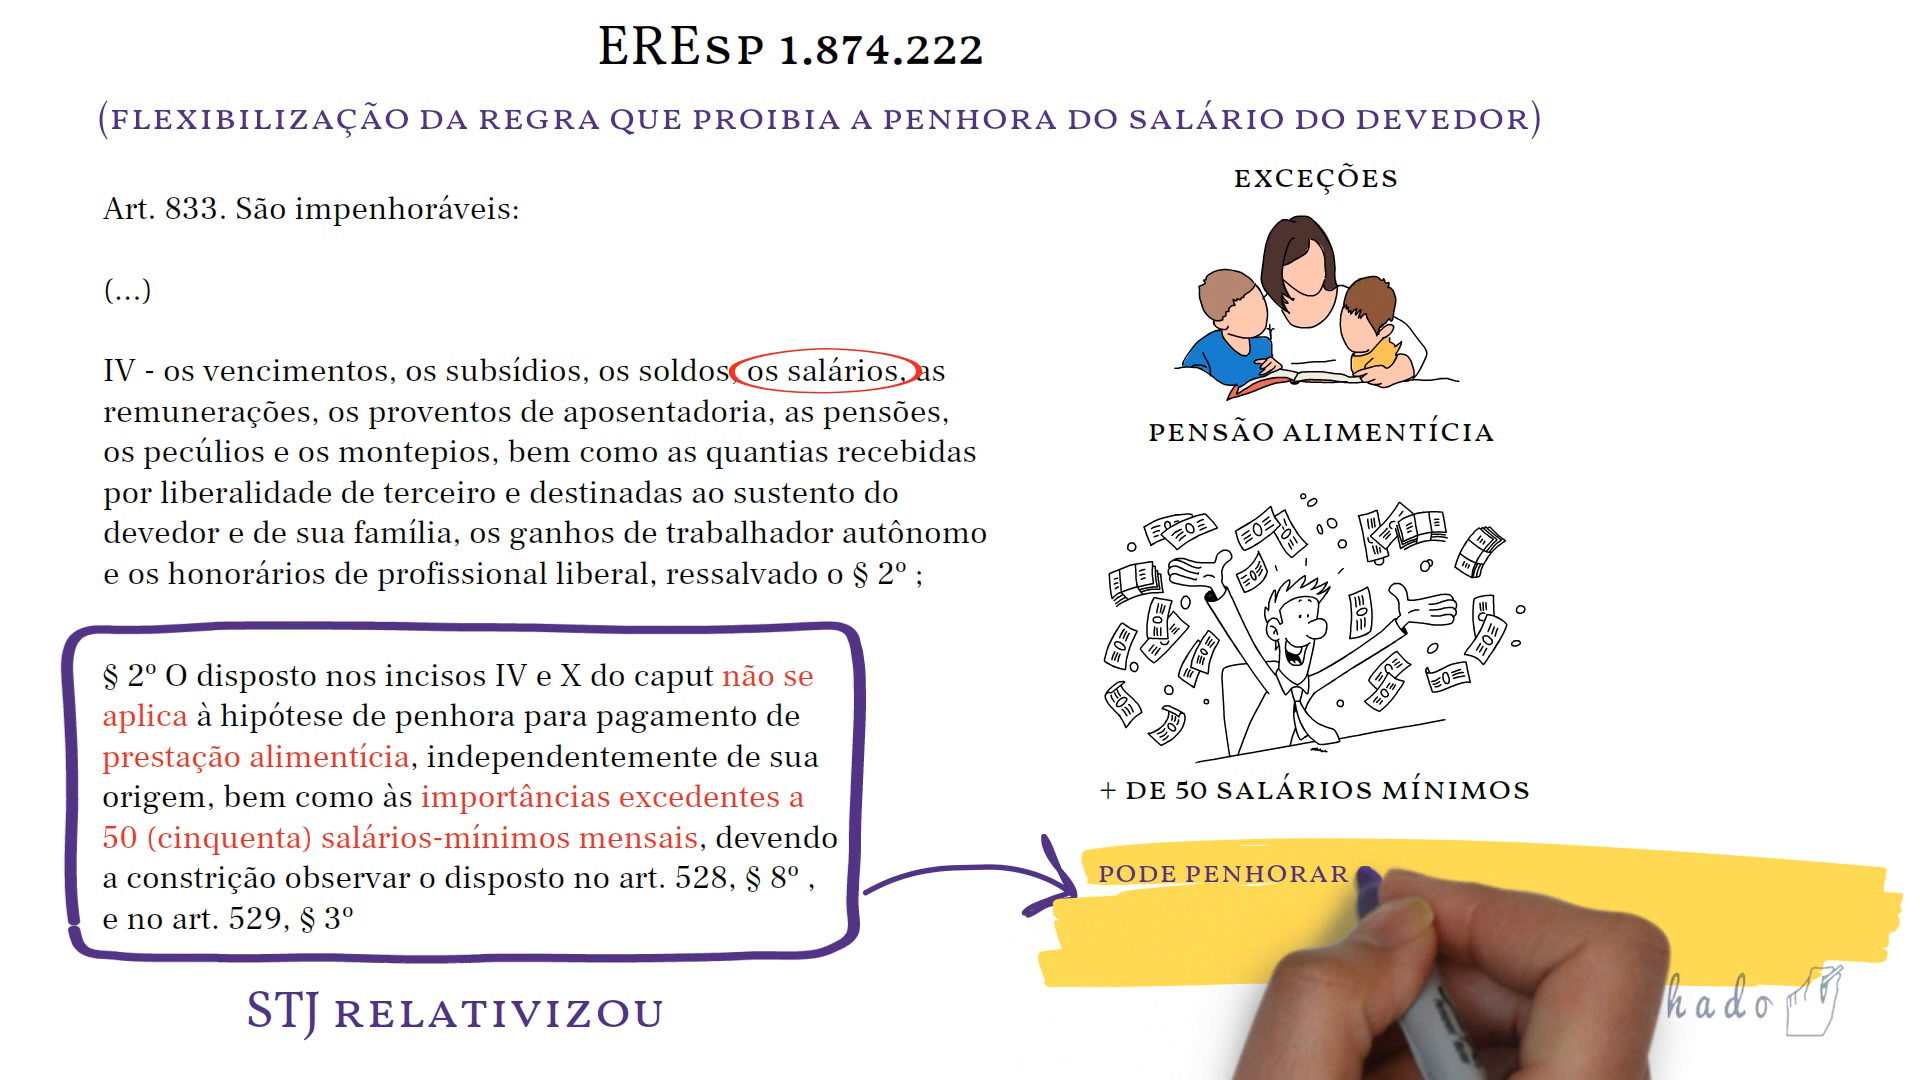 EREsp 1.874.222
(FLEXIBILIZAÇÃO DA REGRA QUE PROIBIA A PENHORA DO SALÁRIO DO DEVEDOR)
Art. 833. São impenhoráveis:
(...)
IV - os vencimentos, os subsídios, os soldos, os salários, as
remunerações, os proventos de aposentadoria, as pensões,
os pecúlios e os montepios, bem como as quantias recebidas
por liberalidade de terceiro e destinadas ao sustento do
devedor e de sua família, os ganhos de trabalhador autônomo
e os honorários de profissional liberal, ressalvado o § 2º ;
§ 2º O disposto nos incisos IV e X do caput não se
aplica à hipótese de penhora para pagamento de
prestação alimentícia, independentemente de sua
origem, bem como às importâncias excedentes a
50 (cinquenta) salários-mínimos mensais, devendo
a constrição observar o disposto no art. 528, § 8º ,
e no art. 529, § 3º
STJ RELATIVIZOU
EXCEÇÕES
PENSÃO ALIMENTÍCIA
+ DE 50 SALÁRIOS MÍNIMOS
PODE PENHORAR